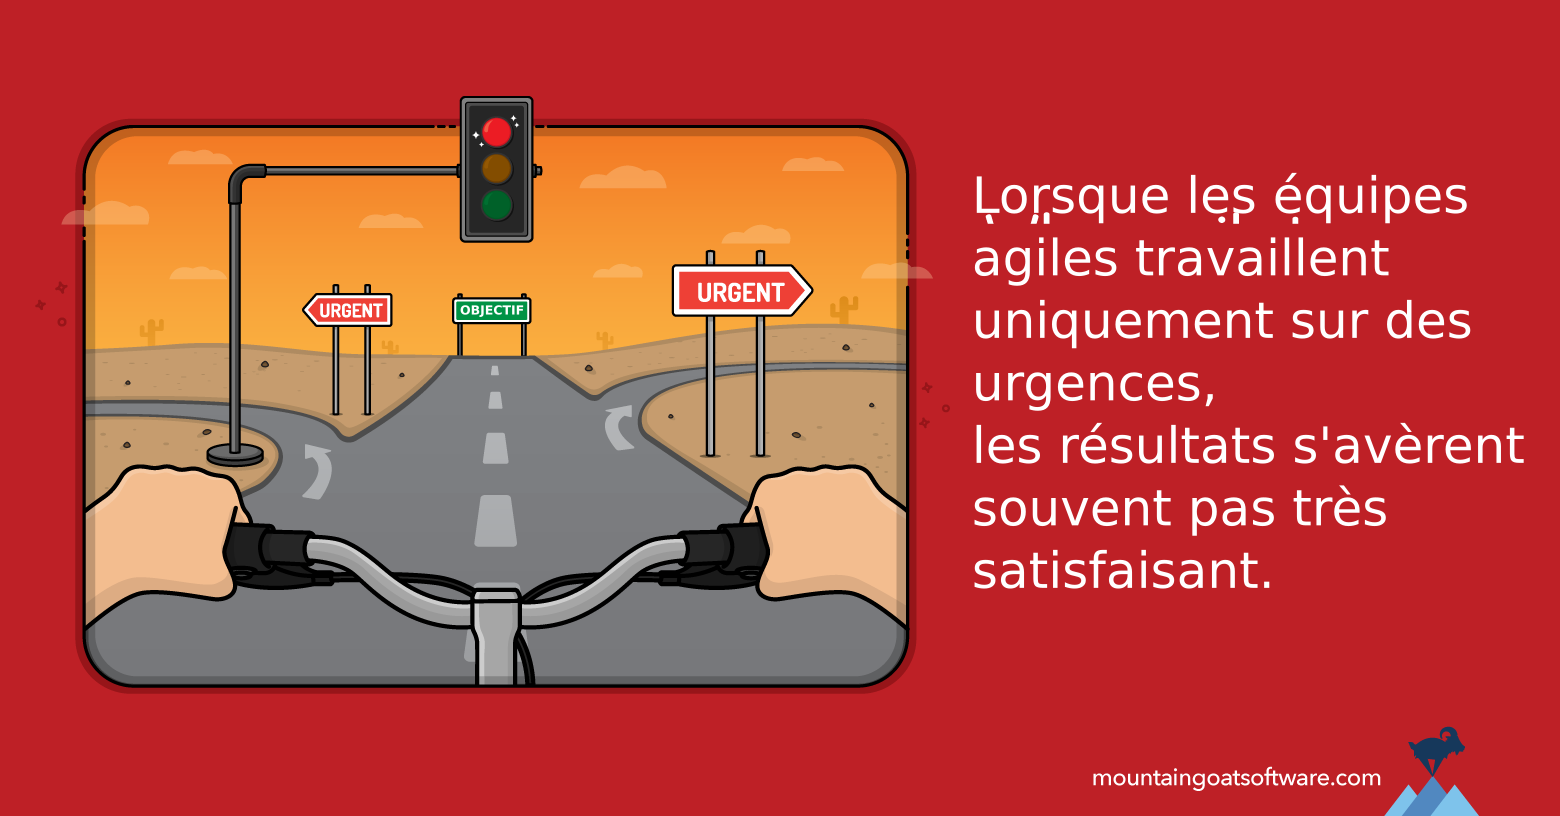 URGENT
OBJECTIF
URGENT
Lorsque les équipes
agiles travaillent
uniquement sur des
urgences,
les résultats s'avèrent
souvent pas très
satisfaisant.
mountaingoatsoftware.com